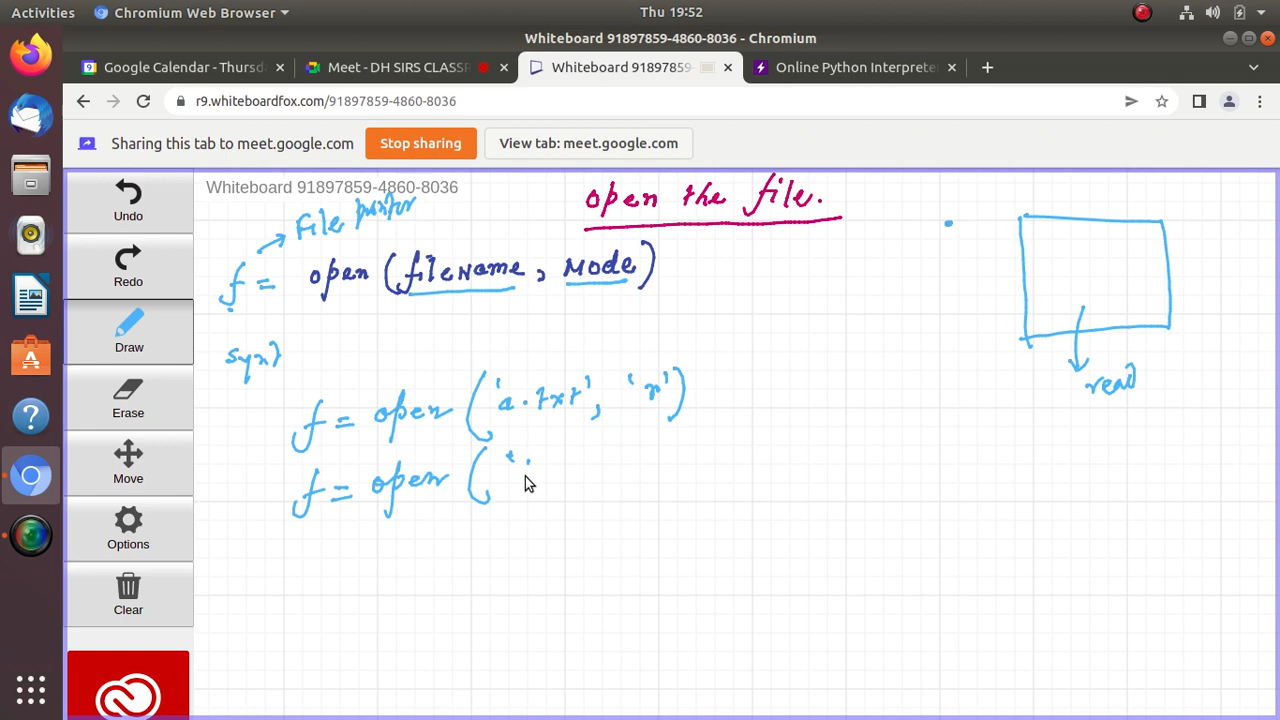 Activities Chromium Web Browser Thu 19:52
Whiteboard 91897859-4860-8036 - Chromium
Google Calendar - Thursd Meet - DH SIRS CLASSR Whiteboard 91897859- Online Python Interprete
r9.whiteboardfox.com/91897859-4860-8036
Sharing this tab to meet.google.com Stop sharing View tab: meet.google.com
Whiteboard 91897859-4860-8036
open the file.
File
f = open (filename, Mode)
f = open ('a.txt', 'r')
f = open ('
read
Undo
Redo
Draw
Erase
Move
Options
Clear